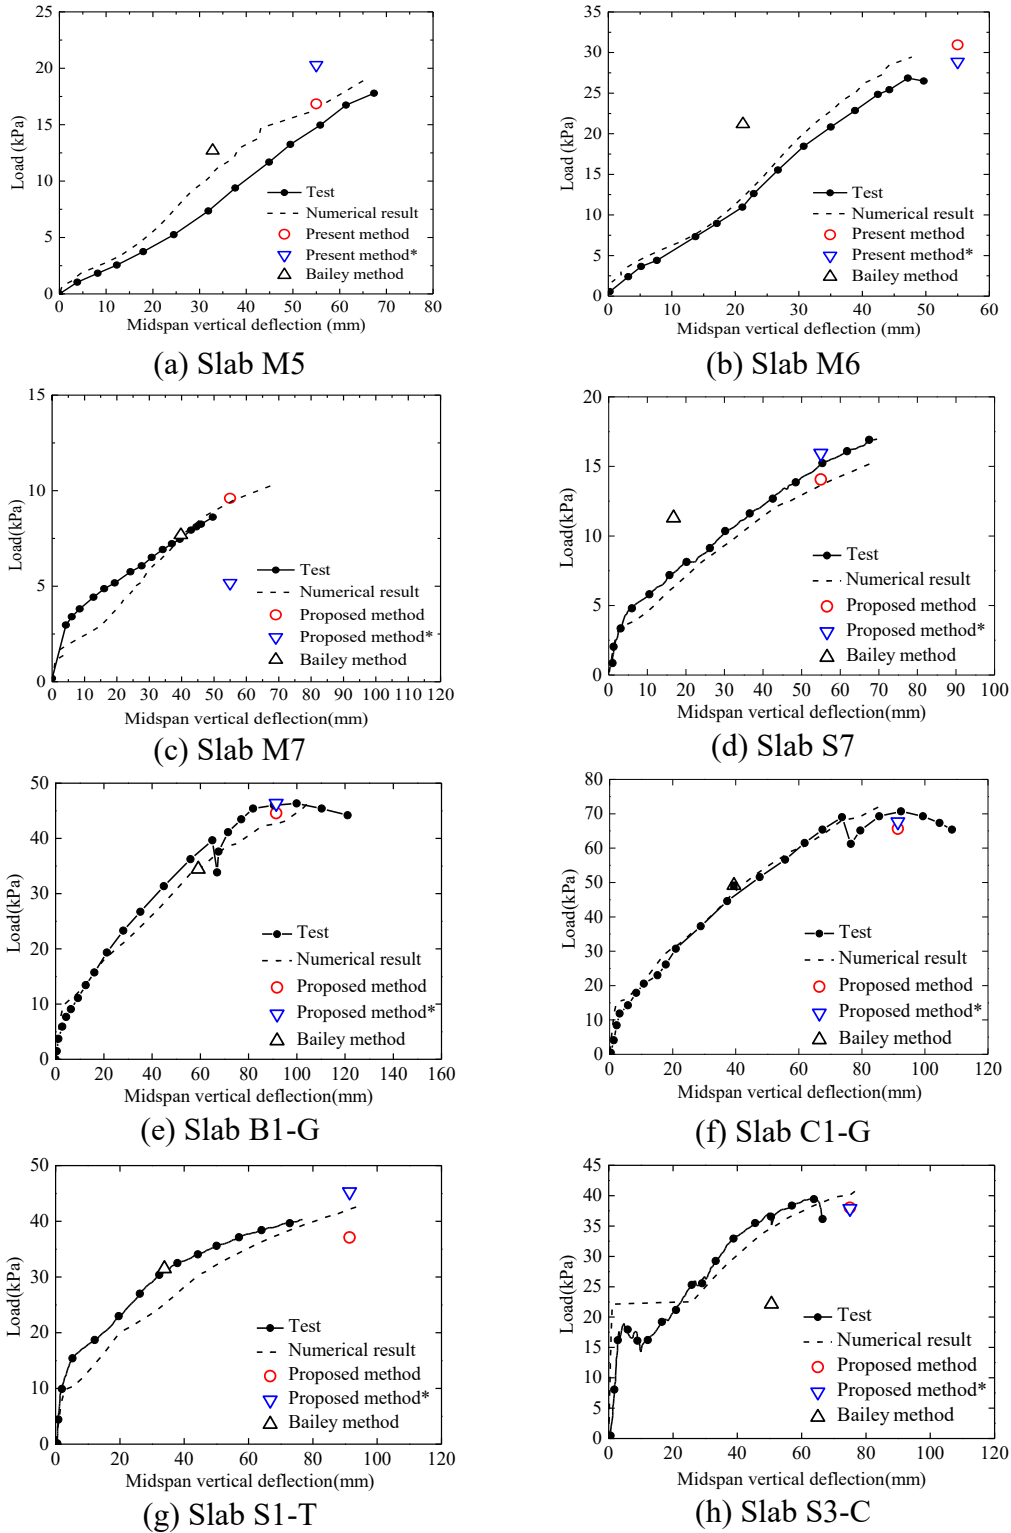 25
20
15
10
5
0
Load (kPa)
Test
Numerical result
Present method
Present method*
Bailey method
0 10 20 30 40 50 60 70 80
Midspan vertical deflection (mm)
(a) Slab M5
35
30
25
20
15
10
5
0
Load (kPa)
Test
Numerical result
Present method
Present method*
Bailey method
0 10 20 30 40 50 60
Midspan vertical deflection (mm)
(b) Slab M6
15
10
5
0
Load(kPa)
Test
Numerical result
Proposed method
Proposed method*
Bailey method
0 10 20 30 40 50 60 70 80 90 100 110 120
Midspan vertical deflection(mm)
(c) Slab M7
20
15
10
5
0
Load(kPa)
Test
Numerical result
Proposed method
Proposed method*
Bailey method
0 10 20 30 40 50 60 70 80 90 100
Midspan vertical deflection(mm)
(d) Slab S7
50
40
30
20
10
0
Load(kPa)
Test
Numerical result
Proposed method
Proposed method*
Bailey method
0 20 40 60 80 100 120 140 160
Midspan vertical deflection(mm)
(e) Slab B1-G
80
70
60
50
40
30
20
10
0
Load(kPa)
Test
Numerical result
Proposed method
Proposed method*
Bailey method
0 20 40 60 80 100 120
Midspan vertical deflection(mm)
(f) Slab C1-G
50
40
30
20
10
0
Load(kPa)
Test
Numerical result
Proposed method
Proposed method*
Bailey method
0 20 40 60 80 100 120
Midspan vertical deflection(mm)
(g) Slab S1-T
45
40
35
30
25
20
15
10
5
0
Load(kPa)
Test
Numerical result
Proposed method
Proposed method*
Bailey method
0 20 40 60 80 100 120
Midspan vertical deflection(mm)
(h) Slab S3-C